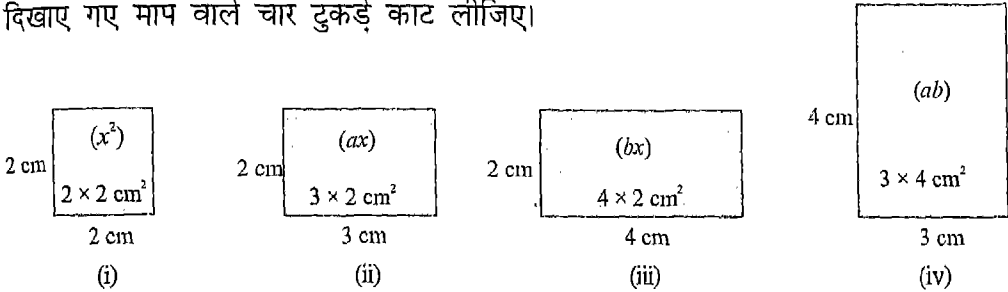 दिखाए गए माप वाले चार टुकड़े काट लीजिए।
2 cm
(x²)
2 × 2 cm²
2 cm
(i)
2 cm
(ax)
3 × 2 cm²
3 cm
(ii)
2 cm
(bx)
4 × 2 cm²
4 cm
(iii)
4 cm
(ab)
3 × 4 cm²
3 cm
(iv)